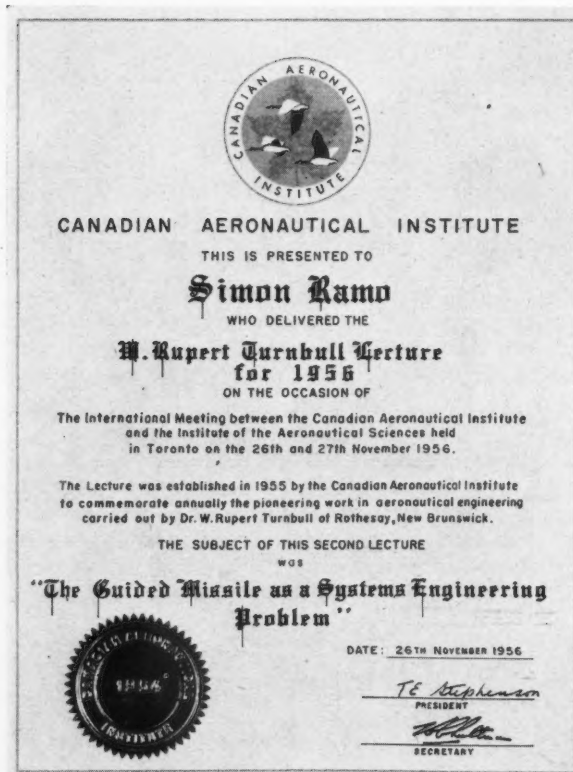 CANADIAN AERONAUTICAL
INSTITUTE
CANADIAN AERONAUTICAL INSTITUTE
THIS IS PRESENTED TO
Simon Ramo
WHO DELIVERED THE
W. Rupert Turnbull Lecture
for 1956
ON THE OCCASION OF
The International Meeting between the Canadian Aeronautical Institute
and the Institute of the Aeronautical Sciences held
in Toronto on the 26th and 27th November 1956.
The Lecture was established in 1955 by the Canadian Aeronautical Institute
to commemorate annually the pioneering work in aeronautical engineering
carried out by Dr. W. Rupert Turnbull of Rothesay, New Brunswick.
THE SUBJECT OF THIS SECOND LECTURE
WAS
"The Guided Missile as a Systems Engineering
Problem"
DATE: 26TH NOVEMBER 1956
1954
INSTITUTE
T E Stephenson
PRESIDENT
SECRETARY